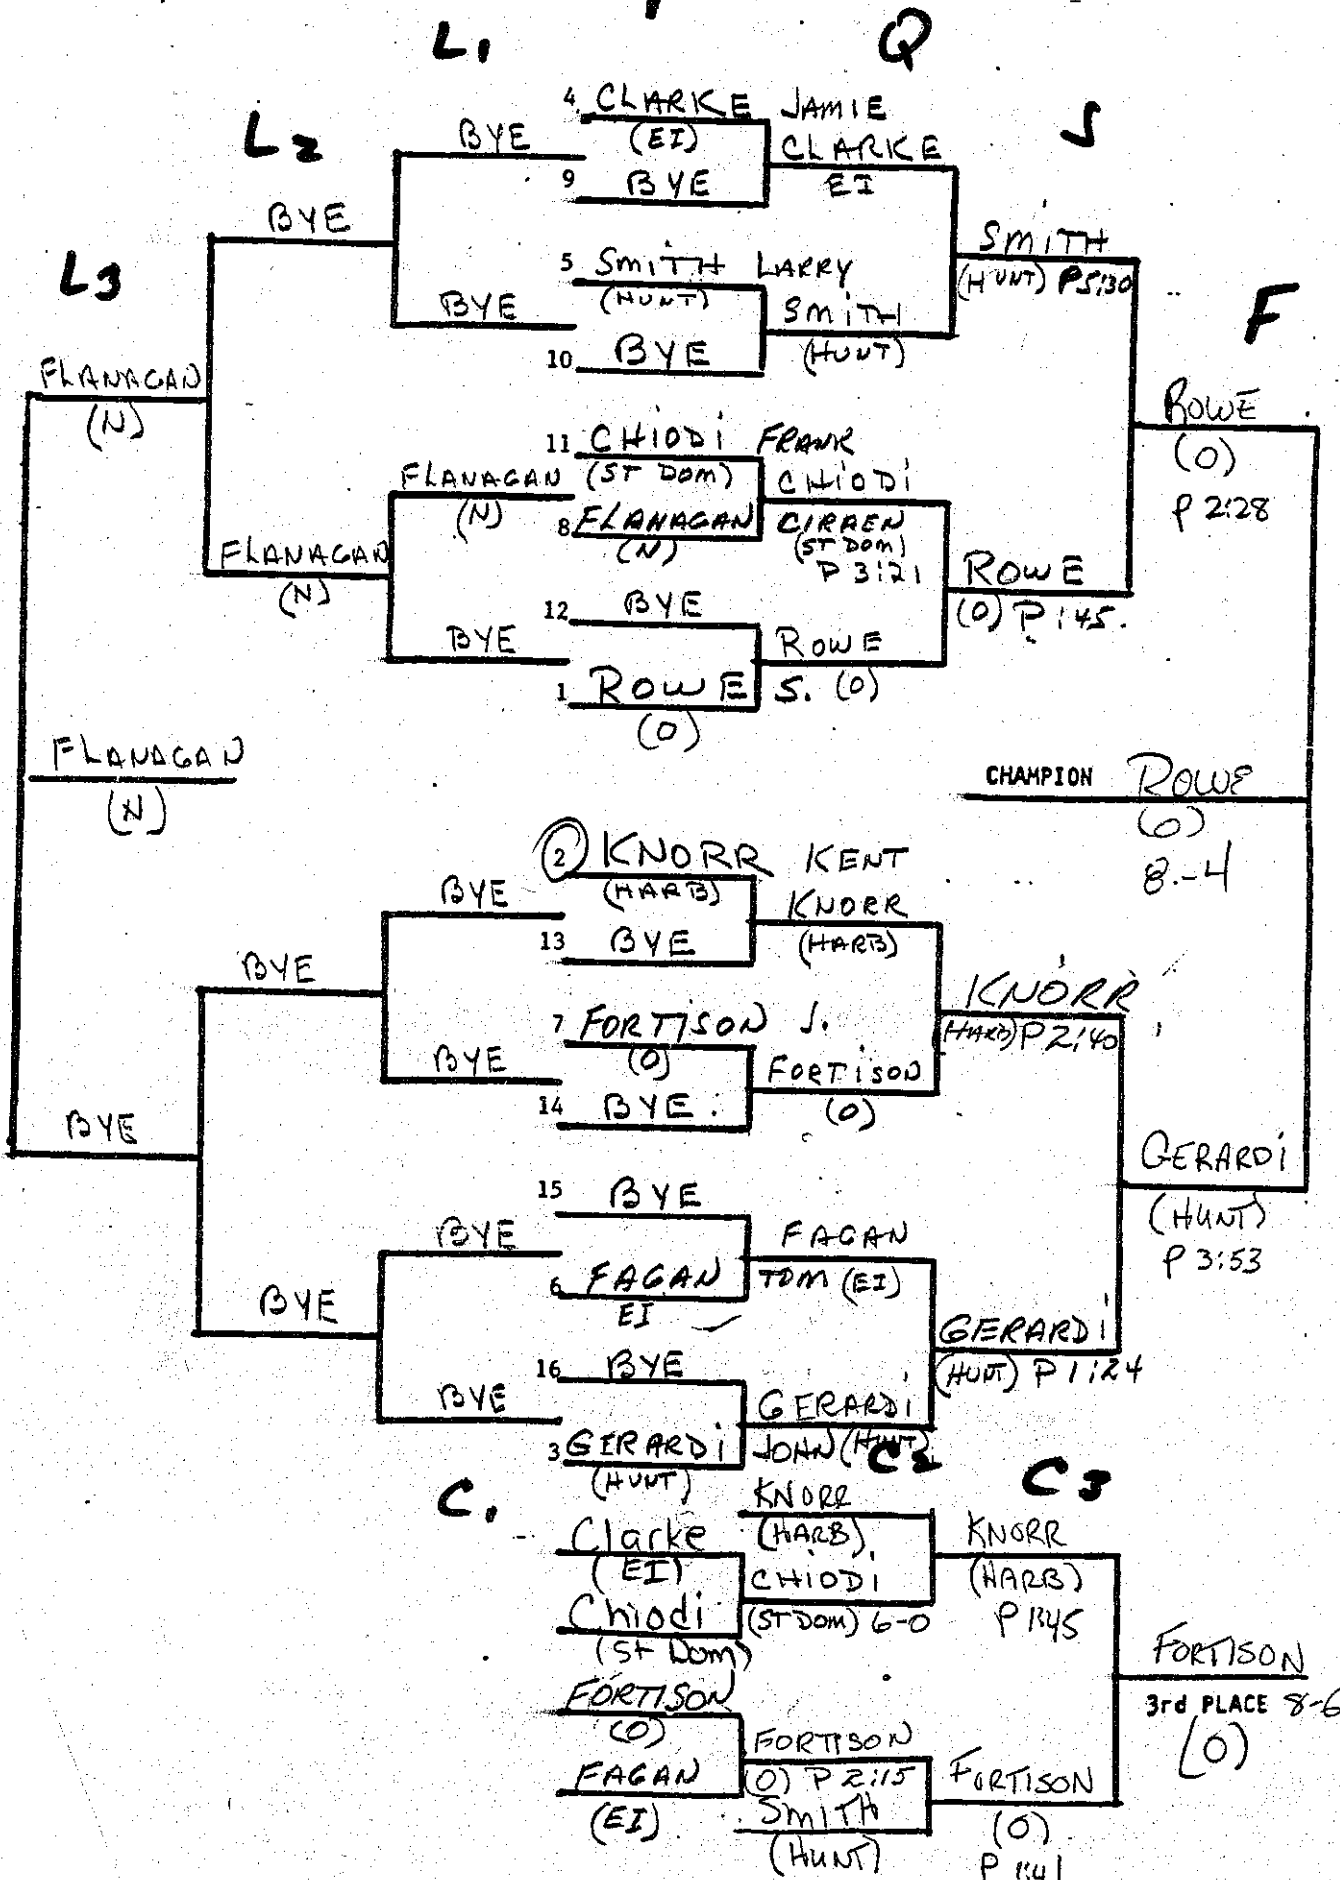 L1
Q
L2
S
L3
F
4 CLARKE JAMIE
(EI)
BYE
CLARKE
EI
9 BYE
BYE
SMITH
(HUNT) P 5:30
5 SMITH LARRY
(HUNT)
BYE
SMITH
(HUNT)
10 BYE
FLANAGAN
(N)
ROWE
(O)
P 2:28
11 CHIODI FRANK
(ST DOM)
FLANAGAN
(N)
CHIODI
8 FLANAGAN
(N)
(ST DOM)
P 3:21
FLANAGAN
(N)
ROWE
(O) P :45.
12 BYE
BYE
ROWE
S. (O)
1 ROWE
(O)
FLANAGAN
(N)
CHAMPION ROWE
(O)
8-4
2 KNORR KENT
(HARB)
BYE
KNORR
(HARB)
13 BYE
BYE
KNORR
(HARB) P 2:40
7 FORTISON J.
(O)
BYE
FORTISON
(O)
14 BYE
BYE
GERARDI
(HUNT)
P 3:53
15 BYE
BYE
FAGAN
TOM (EI)
6 FAGAN
EI
BYE
GERARDI
(HUNT) P 1:24
16 BYE
BYE
GERARDI
JOHN (HUNT)
3 GIRARDI
(HUNT)
C1
C2
C3
KNORR
(HARB)
Clarke
(EI)
KNORR
(HARB)
P 1:45
CHIODI
(ST DOM) 6-0
Chiodi
(St Dom)
FORTISON
3rd PLACE 8-6
(O)
FORTISON
(O)
FORTISON
(O) P 2:15
FAGAN
(EI)
FORTISON
(O)
P 1:41
SMITH
(HUNT)